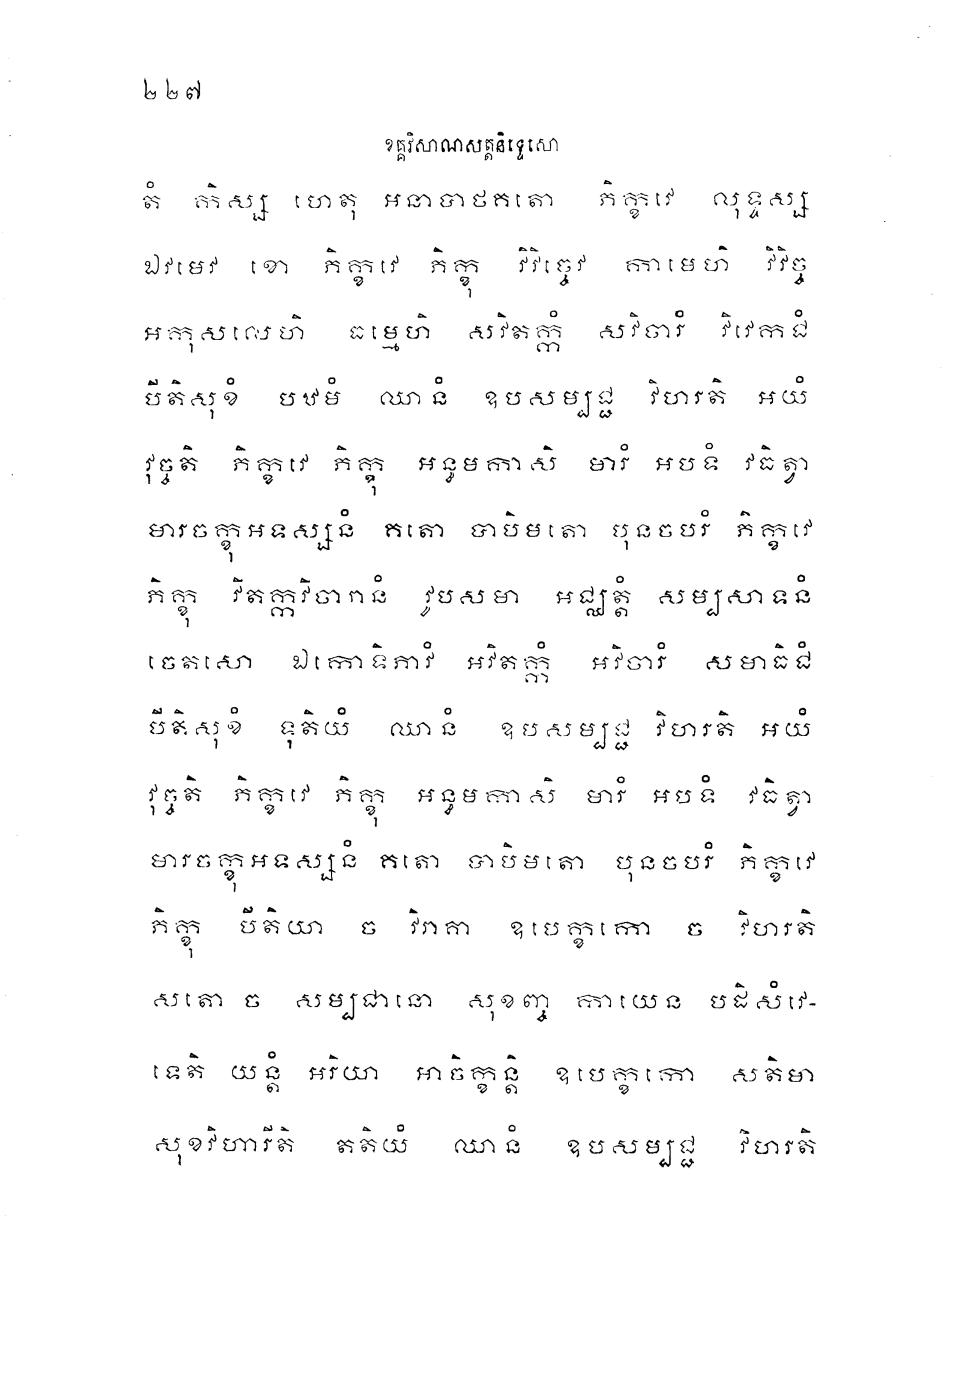 ២២៧
ខគ្គវិសាណសុត្តនិទ្ទេសោ
តំ កិស្ស ហេតុ អនាបាថគតោ ភិក្ខវេ លុទ្ទស្ស
ឯវមេវ ខោ ភិក្ខវេ ភិក្ខុ វិវិច្ចេវ កាមេហិ វិវិច្ច
អកុសលេហិ ធម្មេហិ សវិតក្កំ សវិចារំ វិវេកជំ
បីតិសុខំ បឋមំ ឈានំ ឧបសម្បជ្ជ វិហរតិ អយំ
វុច្ចតិ ភិក្ខវេ ភិក្ខុ អន្ធមកាសិ មារំ អបទំ វធិត្វា
មារចក្ខុអទស្សនំ គតោ បាបិមតោ បុនចបរំ ភិក្ខវេ
ភិក្ខុ វិតក្កវិចារានំ វូបសមា អជ្ឈត្តំ សម្បសាទនំ
ចេតសោ ឯកោទិភាវំ អវិតក្កំ អវិចារំ សមាធិជំ
បីតិសុខំ ទុតិយំ ឈានំ ឧបសម្បជ្ជ វិហរតិ អយំ
វុច្ចតិ ភិក្ខវេ ភិក្ខុ អន្ធមកាសិ មារំ អបទំ វធិត្វា
មារចក្ខុអទស្សនំ គតោ បាបិមតោ បុនចបរំ ភិក្ខវេ
ភិក្ខុ បីតិយា ច វិរាគា ឧបេក្ខកោ ច វិហរតិ
សតោ ច សម្បជានោ សុខញ្ច កាយេន បដិសំវេ-
ទេតិ យន្តំ អរិយា អាចិក្ខន្តិ ឧបេក្ខកោ សតិមា
សុខវិហារីតិ តតិយំ ឈានំ ឧបសម្បជ្ជ វិហរតិ